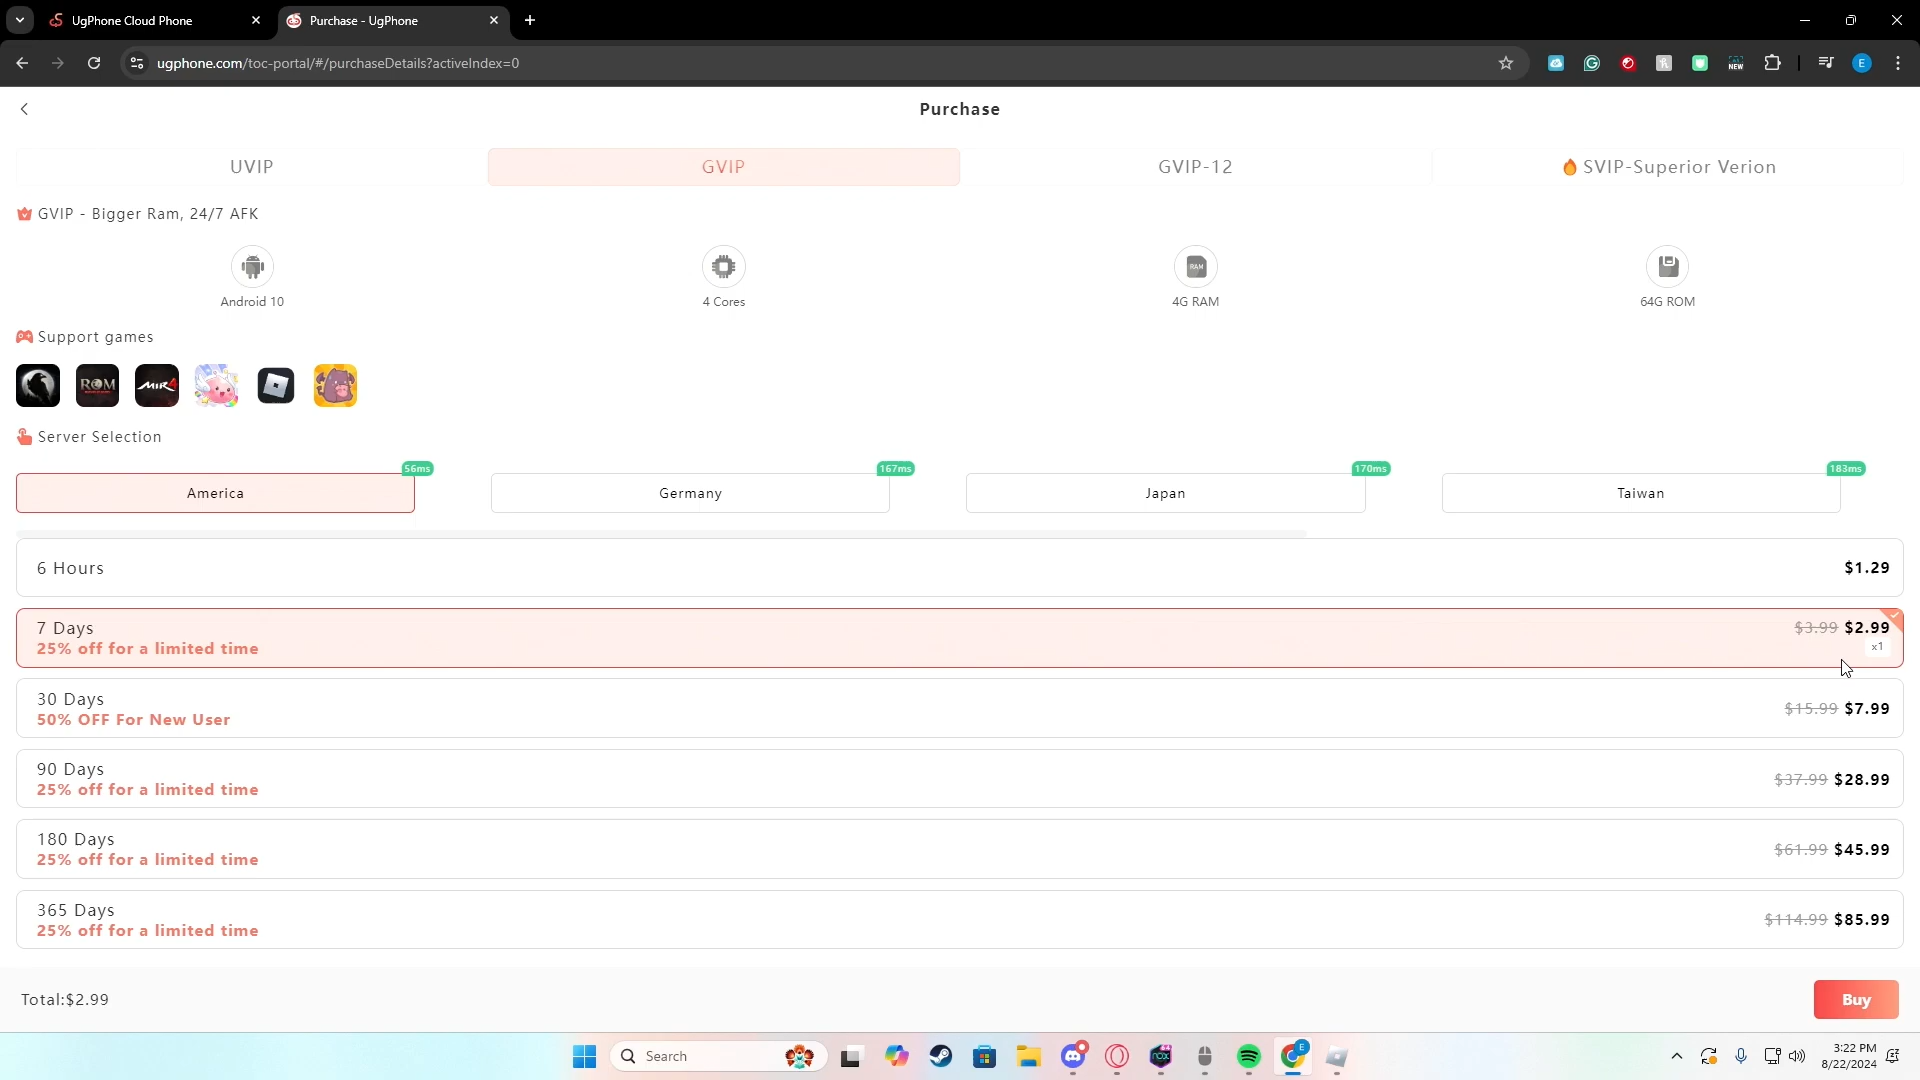 UgPhone Cloud Phone
Purchase - UgPhone
ugphone.com/toc-portal/#/purchaseDetails?activeIndex=0
NEW
E
Purchase
UVIP
GVIP
GVIP-12
SVIP-Superior Verion
GVIP - Bigger Ram, 24/7 AFK
RAM
Android 10
4 Cores
4G RAM
64G ROM
Support games
ROM
MIR4
Server Selection
56ms
167ms
170ms
183ms
America
Germany
Japan
Taiwan
6 Hours
$1.29
7 Days
$3.99 $2.99
25% off for a limited time
x1
30 Days
50% OFF For New User
$15.99 $7.99
90 Days
25% off for a limited time
$37.99 $28.99
180 Days
25% off for a limited time
$61.99 $45.99
365 Days
25% off for a limited time
$114.99 $85.99
Total:$2.99
Buy
Search
E
3:22 PM
8/22/2024